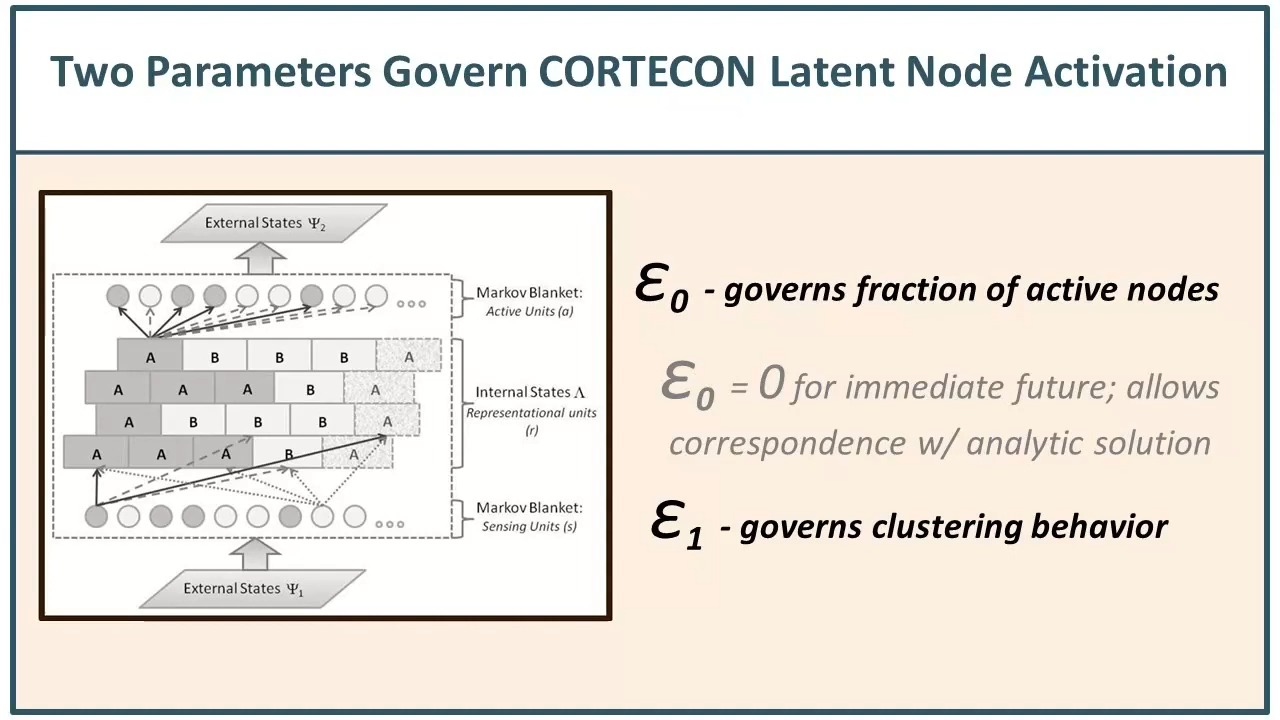 Two Parameters Govern CORTECON Latent Node Activation
External States Ψ2
Markov Blanket:
Active Units (a)
A B B B A
A A A B A
A B B B A
A A A B A
Internal States Λ
Representational units
(r)
Markov Blanket:
Sensing Units (s)
External States Ψ1
ε0 - governs fraction of active nodes
ε0 = 0 for immediate future; allows
correspondence w/ analytic solution
ε1 - governs clustering behavior